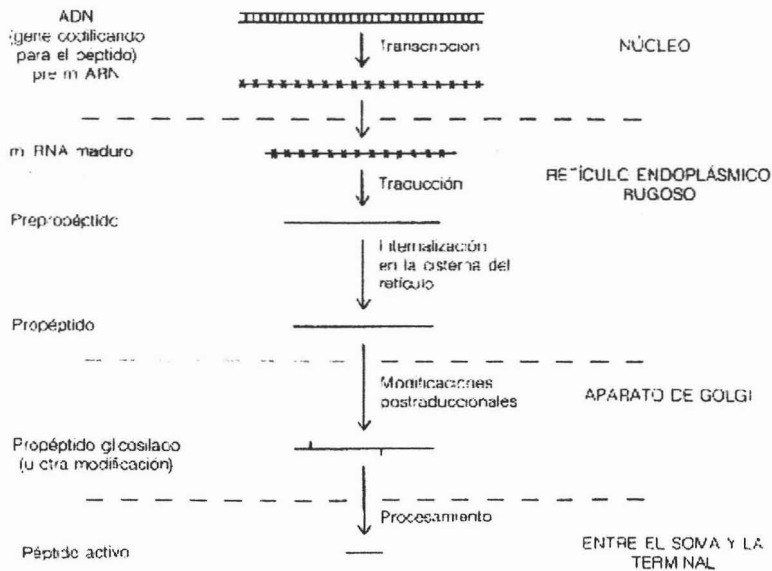 ADN
(gene codificando
para el péptido)
pre m ARN
Transcripción
NÚCLEO
m RNA maduro
Traducción
RETÍCULO ENDOPLÁSMICO
RUGOSO
Prepropéptido
Internalización
en la cisterna del
retículo
Propéptido
Modificaciones
postraduccionales
APARATO DE GOLGI
Propéptido glicosilado
(u otra modificación)
Procesamiento
Péptido activo
ENTRE EL SOMA Y LA
TERMINAL